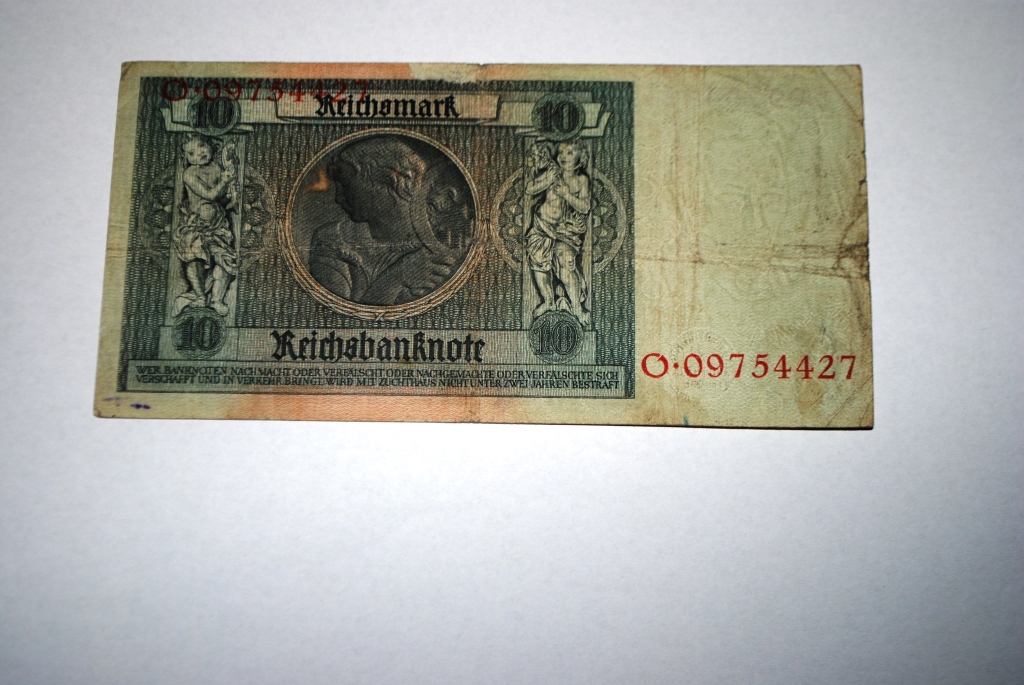 O·09754427
10 Reichsmark 10
10 Reichsbanknote 10
WER BANKNOTEN NACHMACHT ODER VERFÄLSCHT ODER NACHGEMACHTE ODER VERFÄLSCHTE SICH
VERSCHAFFT UND IN VERKEHR BRINGT, WIRD MIT ZUCHTHAUS NICHT UNTER ZWEI JAHREN BESTRAFT
O·09754427